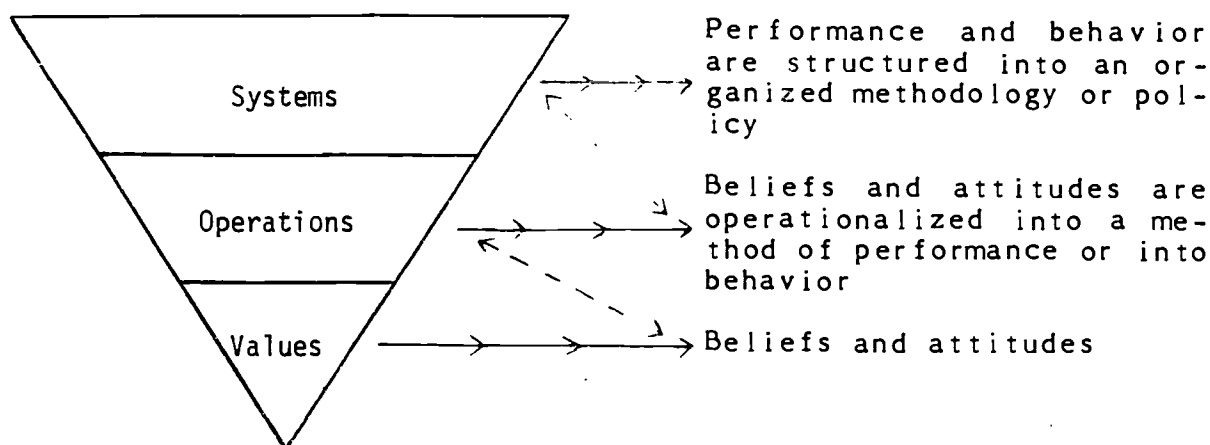 Systems
Performance and behavior
are structured into an or-
ganized methodology or pol-
icy
Operations
Beliefs and attitudes are
operationalized into a me-
thod of performance or into
behavior
Values
Beliefs and attitudes